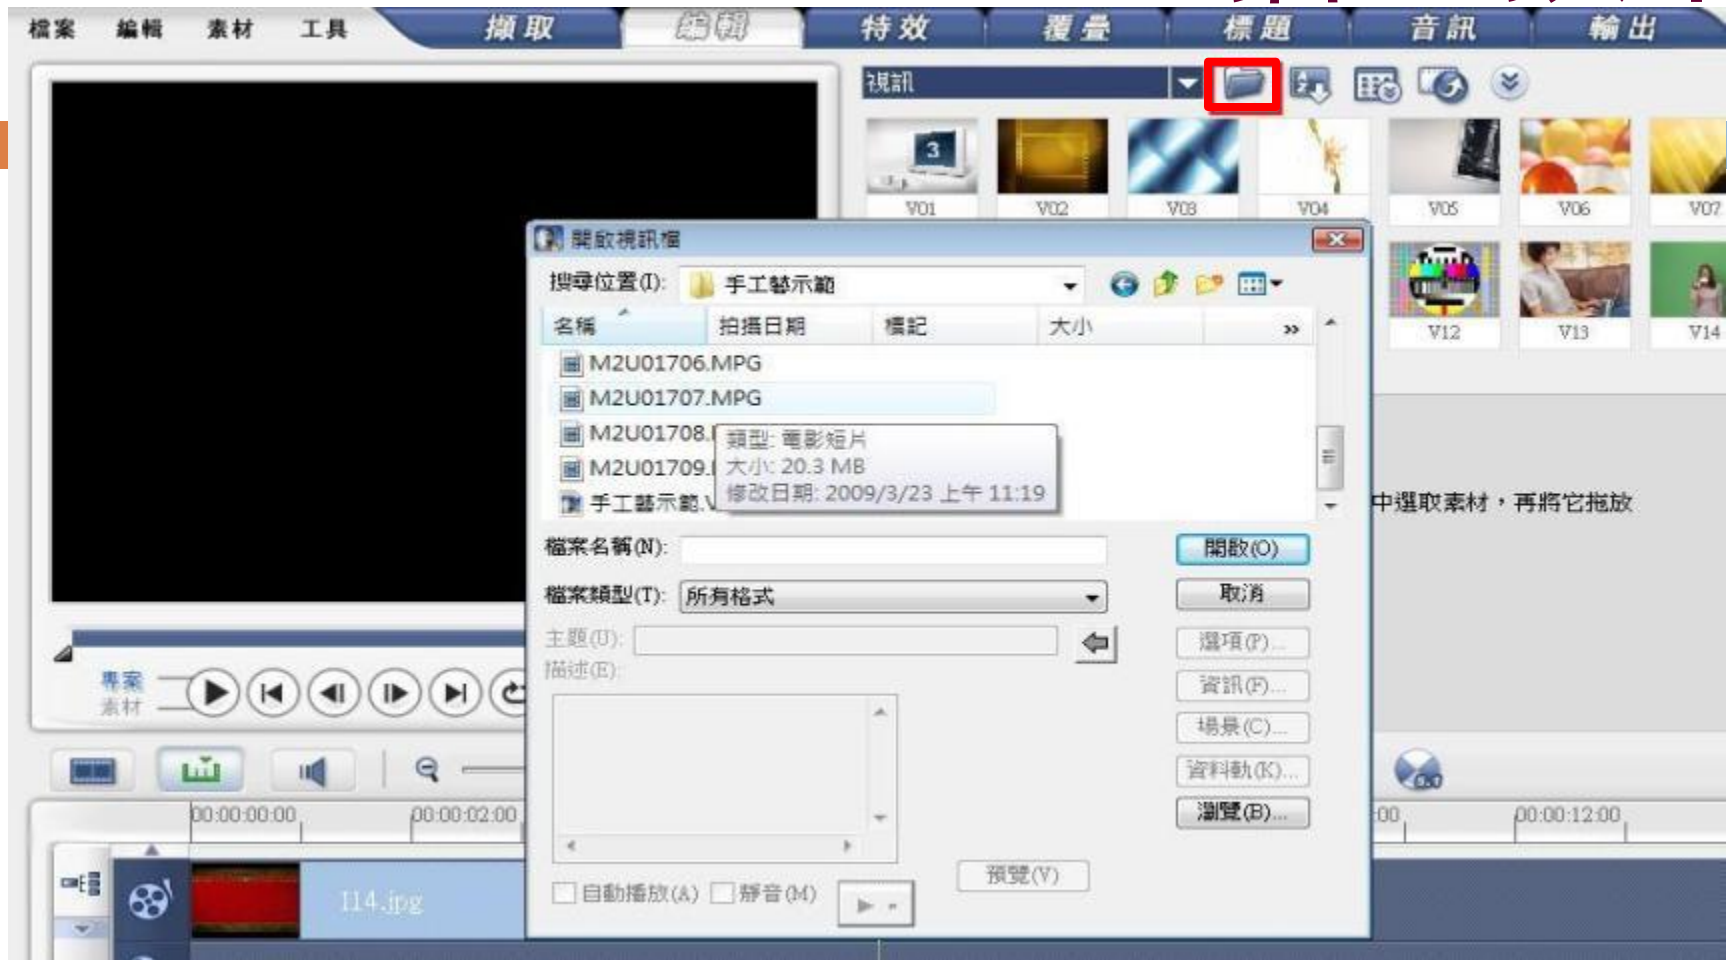 檔案 編輯 素材 工具 擷取 編輯 特效 覆疊 標題 音訊 輸出
視訊
3
V01 V02 V03 V04 V05 V06 V07
開啟視訊檔
搜尋位置(I): 手工藝示範
名稱 拍攝日期 標記 大小 »
V12 V13 V14
M2U01706.MPG
M2U01707.MPG
M2U01708.
類型: 電影短片
M2U01709.
大小: 20.3 MB
手工藝示範.V
修改日期: 2009/3/23 上午 11:19
中選取素材，再將它拖放
檔案名稱(N): 開啟(O)
檔案類型(T): 所有格式 取消
主題(U): 選項(P)...
描述(E):
資訊(F)...
專案
素材
場景(C)...
資料軌(K)...
00:00:00:00 00:00:02:00 瀏覽(B)... :00 00:00:12:00
預覽(V)
自動播放(A) 靜音(M)
I14.jpg